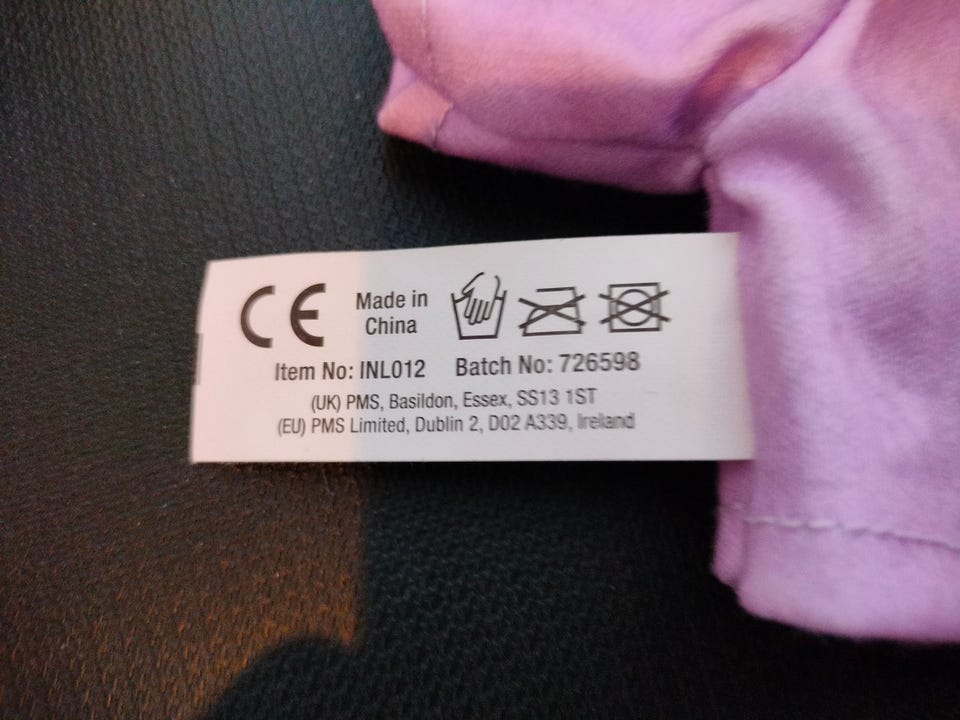 CE Made in
China
Item No: INL012 Batch No: 726598
(UK) PMS, Basildon, Essex, SS13 1ST
(EU) PMS Limited, Dublin 2, D02 A339, Ireland